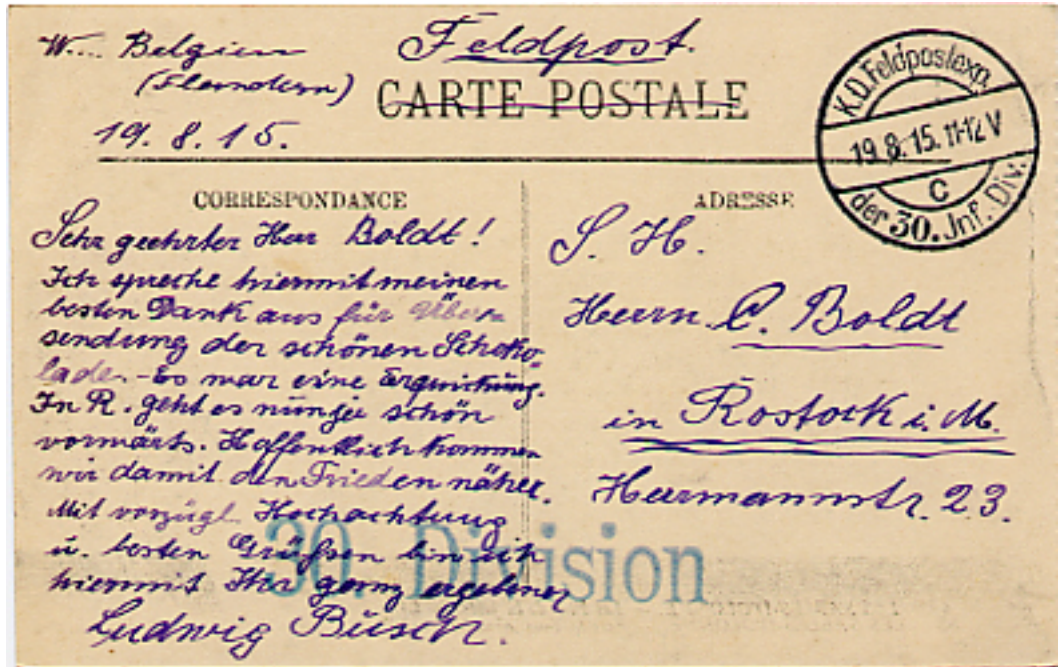 W... Belgien
Feldpost.
(Flandern)
CARTE POSTALE
19. 8. 15.
K.D.Feldpostexp.
19.8.15. 11-12 V
c
der 30. Inf. Div.
CORRESPONDANCE
Sehr geehrter Herr Boldt!
Ich spreche hiermit meinen
besten Dank aus für Über-
sendung der schönen Schoko-
lade. - Es war eine Erquickung.
In R. geht es nun ja schön
vorwärts. Hoffentlich kommen
wir damit den Frieden näher.
Mit vorzügl. Hochachtung
u. besten Grüßen bin ich
hiermit Ihr ganz ergebener
Ludwig Büsch.
ADRESSE
S. H.
Herrn C. Boldt
in Rostock i. M.
Hermannstr. 23.
30. Division